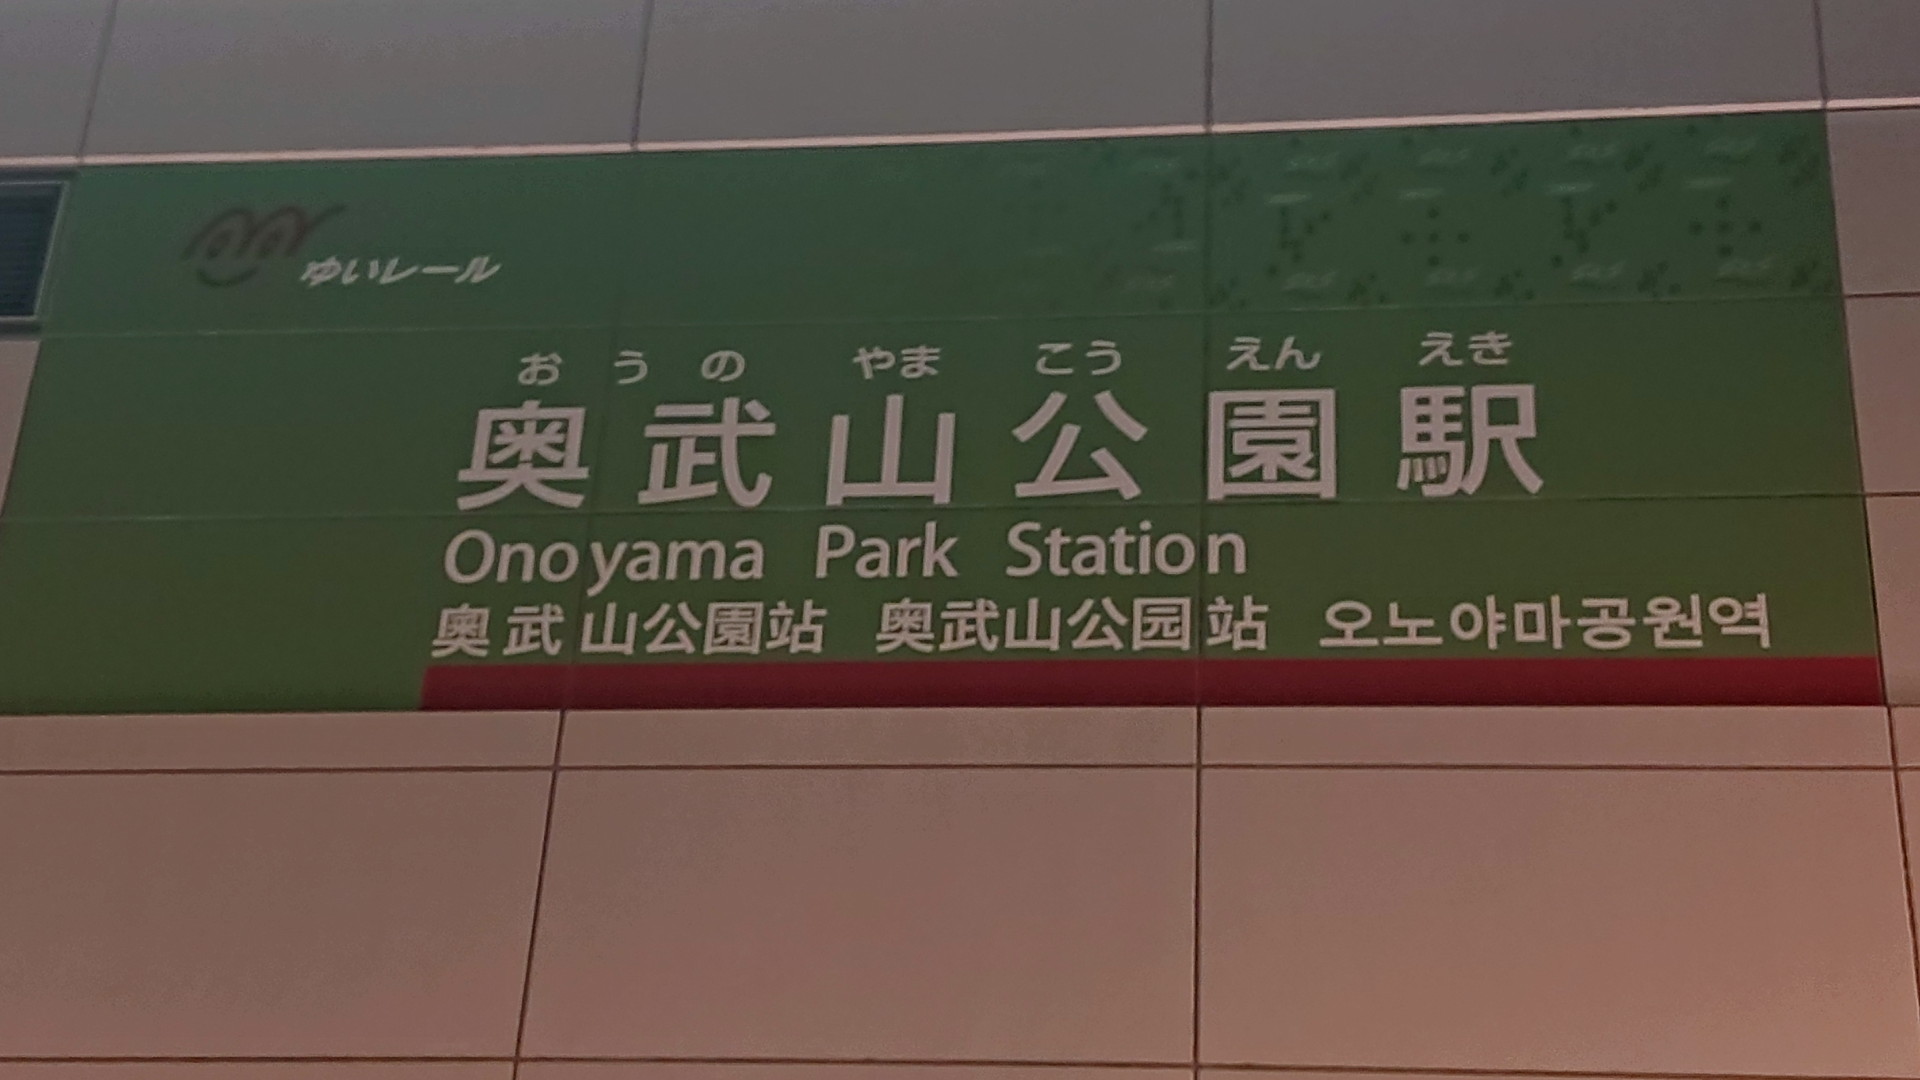 ゆいレール
おうの やま こう えん えき
奥武山公園駅
Onoyama Park Station
奧武山公園站 奥武山公园站 오노야마공원역